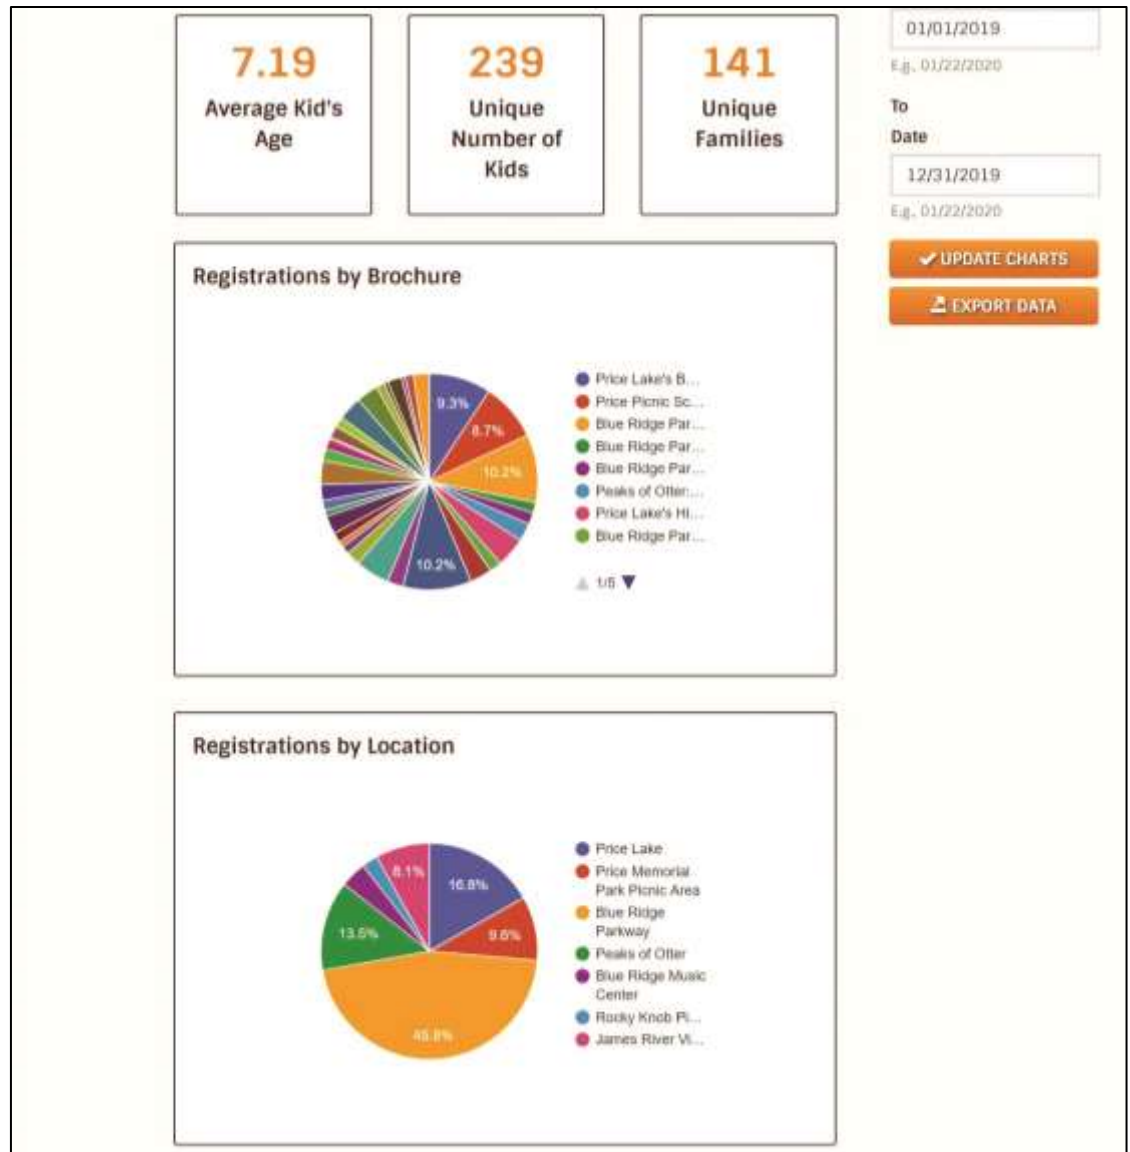 7.19
Average Kid's
Age
239
Unique
Number of
Kids
141
Unique
Families
01/01/2019
E.g., 01/22/2020
To
Date
12/31/2019
E.g., 01/22/2020
UPDATE CHARTS
EXPORT DATA
Registrations by Brochure
9.3%
8.7%
10.2%
10.2%
Price Lake's B...
Price Picnic Sc...
Blue Ridge Par...
Blue Ridge Par...
Blue Ridge Par...
Peaks of Otter:...
Price Lake's Hi...
Blue Ridge Par...
1/5
Registrations by Location
8.1%
16.8%
13.5%
9.6%
45.8%
Price Lake
Price Memorial
Park Picnic Area
Blue Ridge
Parkway
Peaks of Otter
Blue Ridge Music
Center
Rocky Knob Pi...
James River Vi...